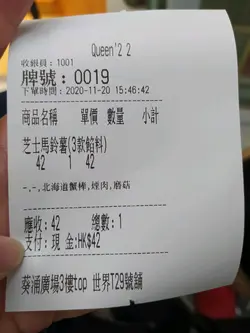 Queen'2 2
收銀員：1001
牌號：0019
下單時間：2020-11-20 15:46:42
商品名稱 單價 數量 小計
芝士馬鈴薯(3款餡料)
42 1 42
-,-,北海道蟹棒,煙肉,蘑菇
應收：42 總數：1
支付：現 金:HK$42
葵涌廣場3樓top 世界T29號舖